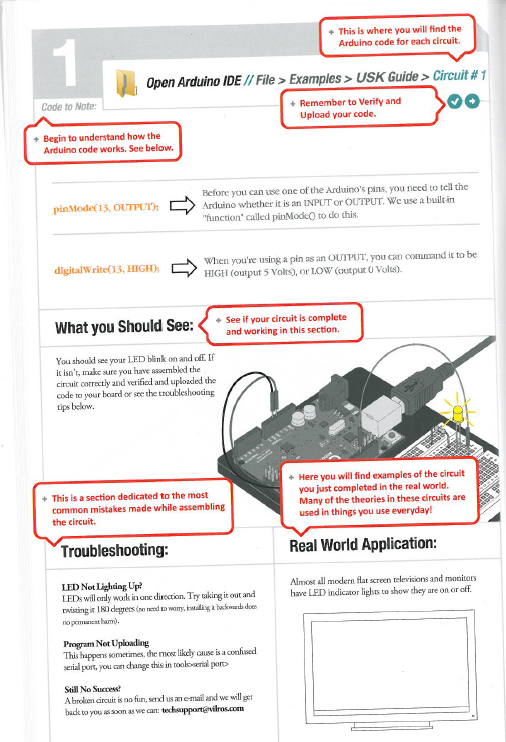 + This is where you will find the
Arduino code for each circuit.
1
Open Arduino IDE // File > Examples > USK Guide > Circuit # 1
Code to Note:
+ Remember to Verify and
Upload your code.
+ Begin to understand how the
Arduino code works. See below.
pinMode(13, OUTPUT);
Before you can use one of the Arduino's pins, you need to tell the
Arduino whether it is an INPUT or OUTPUT. We use a built-in
"function" called pinMode() to do this.
digitalWrite(13, HIGH);
When you're using a pin as an OUTPUT, you can command it to be
HIGH (output 5 Volts), or LOW (output 0 Volts).
What you Should See:
+ See if your circuit is complete
and working in this section.
You should see your LED blink on and off. If
it isn't, make sure you have assembled the
circuit correctly and verified and uploaded the
code to your board or see the troubleshooting
tips below.
+ This is a section dedicated to the most
common mistakes made while assembling
the circuit.
+ Here you will find examples of the circuit
you just completed in the real world.
Many of the theories in these circuits are
used in things you use everyday!
Troubleshooting:
LED Not Lighting Up?
LEDs will only work in one direction. Try taking it out and
twisting it 180 degrees (no need to worry, installing it backwards does
no permanent harm).
Program Not Uploading
This happens sometimes, the most likely cause is a confused
serial port, you can change this in tools>serial port>
Still No Success?
A broken circuit is no fun, send us an e-mail and we will get
back to you as soon as we can: techsupport@vilros.com
Real World Application:
Almost all modern flat screen televisions and monitors
have LED indicator lights to show they are on or off.